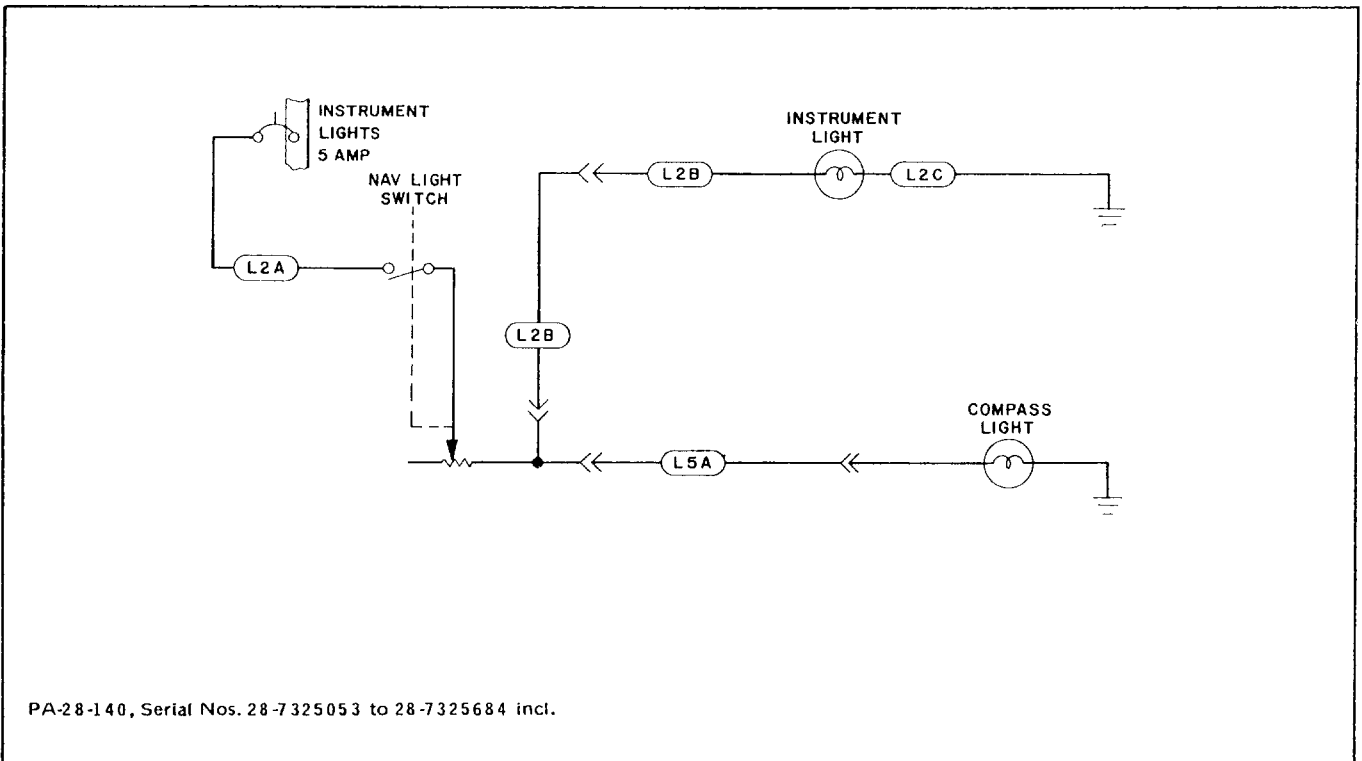 INSTRUMENT
LIGHTS
5 AMP
NAV LIGHT
SWITCH
INSTRUMENT
LIGHT
L2B
L2C
L2A
L2B
COMPASS
LIGHT
L5A
PA-28-140, Serial Nos. 28-7325053 to 28-7325684 incl.